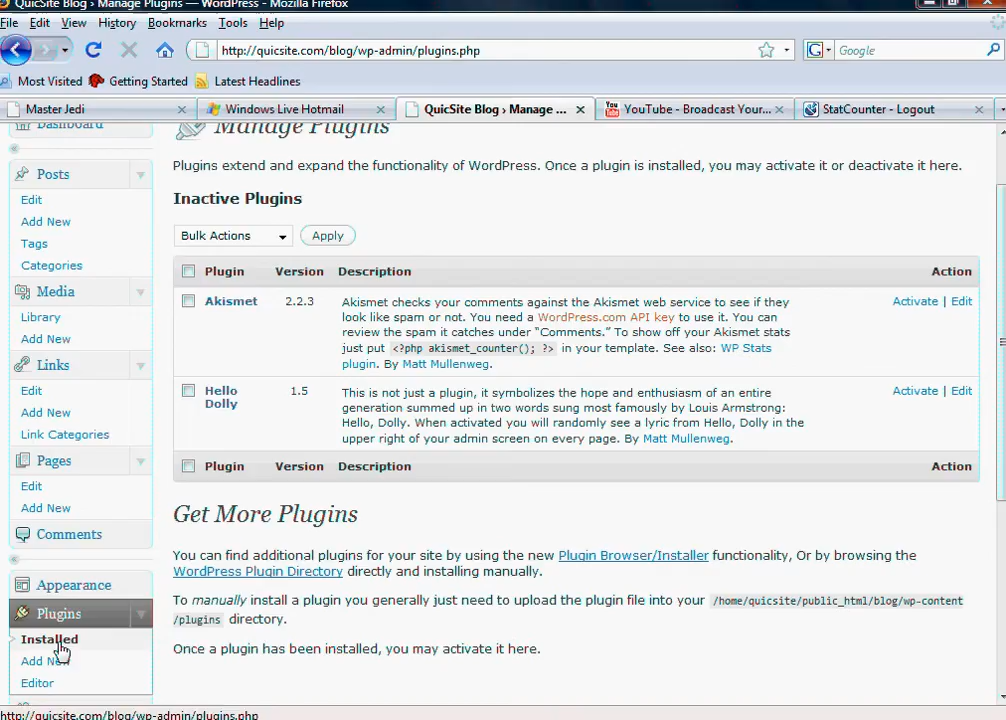 QuicSite Blog › Manage Plugins — WordPress - Mozilla Firefox
File Edit View History Bookmarks Tools Help
http://quicsite.com/blog/wp-admin/plugins.php
G Google
Most Visited Getting Started Latest Headlines
Master Jedi
Windows Live Hotmail
QuicSite Blog › Manage ...
YouTube - Broadcast Your...
StatCounter - Logout
Dashboard
Posts
Edit
Add New
Tags
Categories
Media
Library
Add New
Links
Edit
Add New
Link Categories
Pages
Edit
Add New
Comments
Appearance
Plugins
Installed
Add New
Editor
Manage Plugins
Plugins extend and expand the functionality of WordPress. Once a plugin is installed, you may activate it or deactivate it here.
Inactive Plugins
Bulk Actions Apply
Plugin Version Description Action
Akismet 2.2.3 Akismet checks your comments against the Akismet web service to see if they Activate | Edit
look like spam or not. You need a WordPress.com API key to use it. You can
review the spam it catches under “Comments.” To show off your Akismet stats
just put <?php akismet_counter(); ?> in your template. See also: WP Stats
plugin. By Matt Mullenweg.
Hello Dolly 1.5 This is not just a plugin, it symbolizes the hope and enthusiasm of an entire Activate | Edit
generation summed up in two words sung most famously by Louis Armstrong:
Hello, Dolly. When activated you will randomly see a lyric from Hello, Dolly in the
upper right of your admin screen on every page. By Matt Mullenweg.
Plugin Version Description Action
Get More Plugins
You can find additional plugins for your site by using the new Plugin Browser/Installer functionality, Or by browsing the
WordPress Plugin Directory directly and installing manually.
To manually install a plugin you generally just need to upload the plugin file into your /home/quicsite/public_html/blog/wp-content
/plugins directory.
Once a plugin has been installed, you may activate it here.
http://quicsite.com/blog/wp-admin/plugins.php